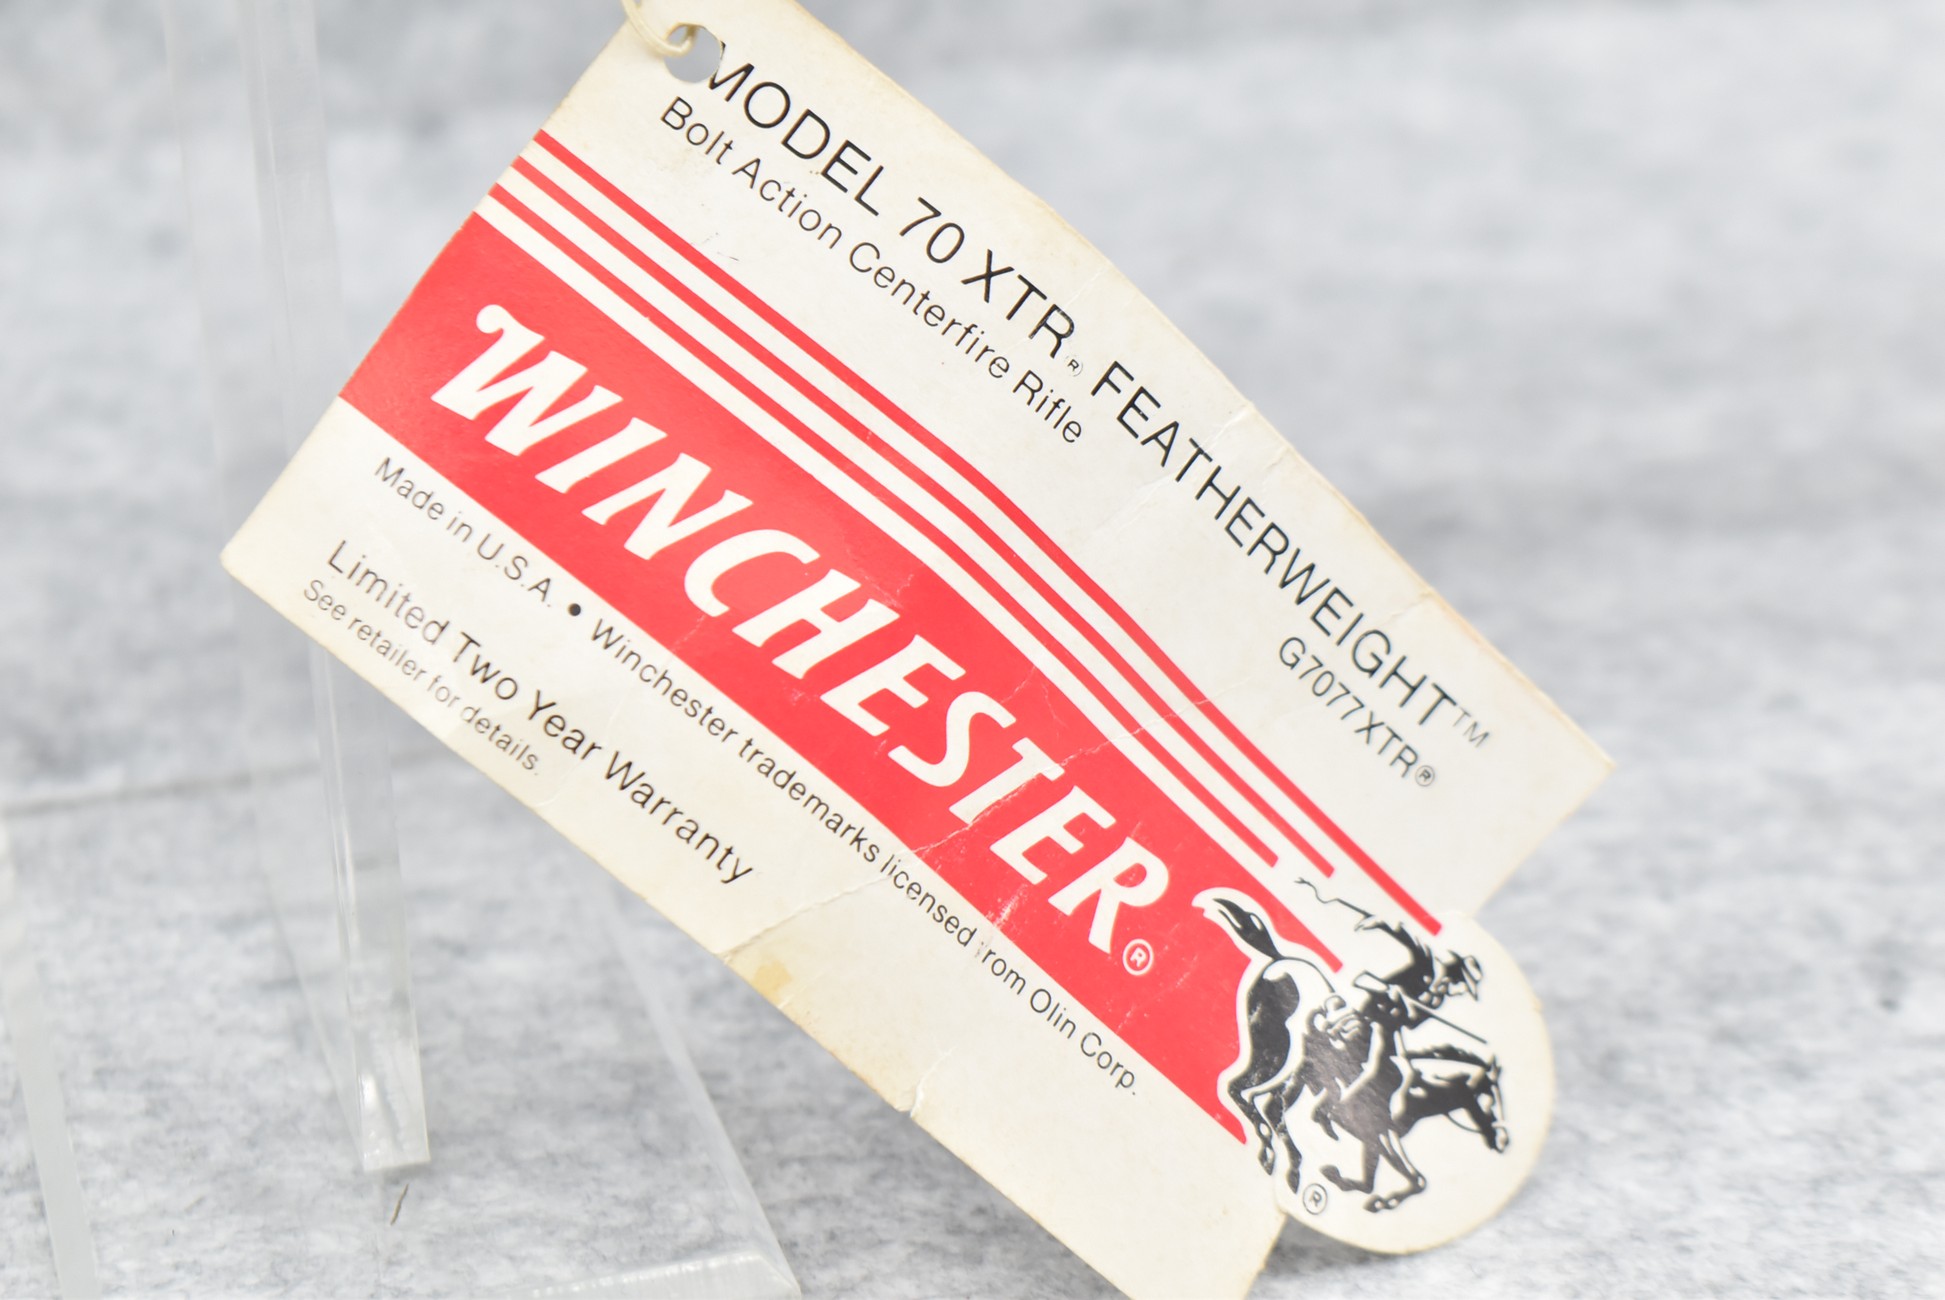 MODEL 70 XTR® FEATHERWEIGHT™
Bolt Action Centerfire Rifle
G7077XTR®
WINCHESTER®
Made in U.S.A. • Winchester trademarks licensed from Olin Corp.
Limited Two Year Warranty
See retailer for details.
®